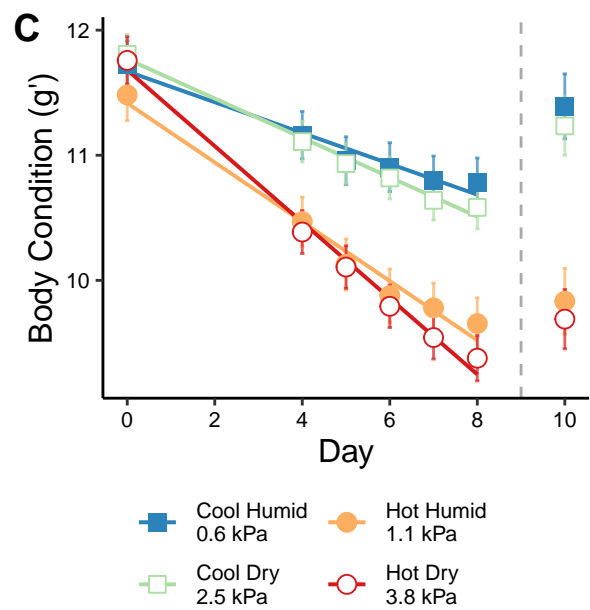 C
12
11
10
Body Condition (g')
0 2 4 6 8 10
Day
Cool Humid
0.6 kPa
Hot Humid
1.1 kPa
Cool Dry
2.5 kPa
Hot Dry
3.8 kPa